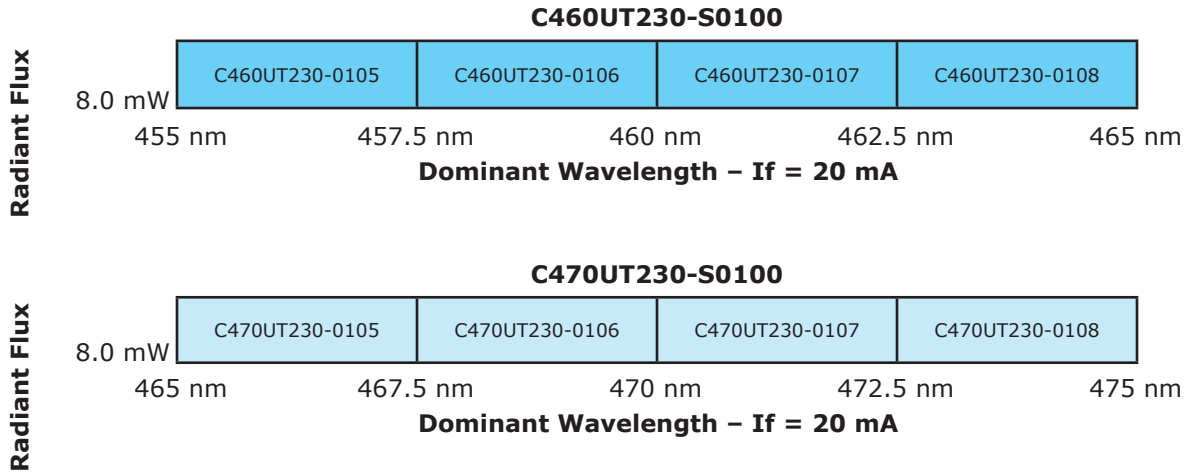 C460UT230-S0100
Radiant Flux
C460UT230-0105 C460UT230-0106 C460UT230-0107 C460UT230-0108
8.0 mW
455 nm 457.5 nm 460 nm 462.5 nm 465 nm
Dominant Wavelength – If = 20 mA
C470UT230-S0100
Radiant Flux
C470UT230-0105 C470UT230-0106 C470UT230-0107 C470UT230-0108
8.0 mW
465 nm 467.5 nm 470 nm 472.5 nm 475 nm
Dominant Wavelength – If = 20 mA